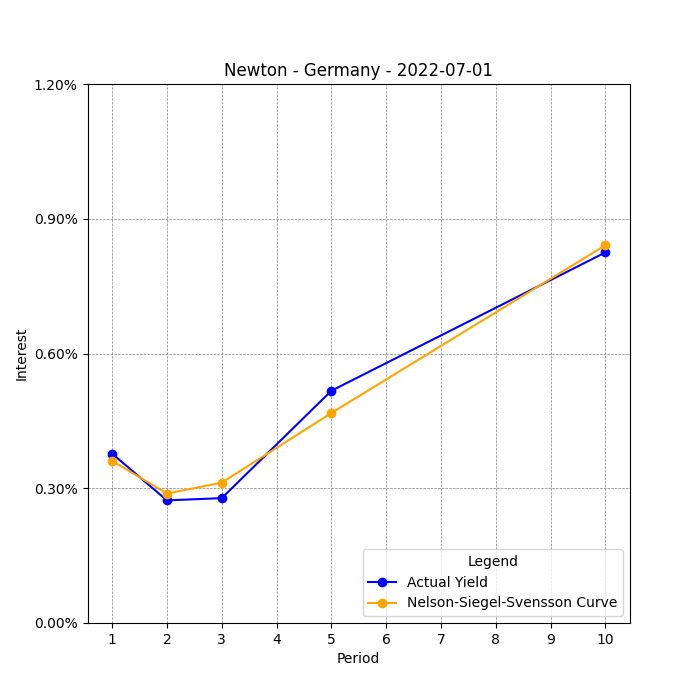 Newton - Germany - 2022-07-01
1.20%
0.90%
0.60%
0.30%
0.00%
Interest
1 2 3 4 5 6 7 8 9 10
Period
Legend
Actual Yield
Nelson-Siegel-Svensson Curve